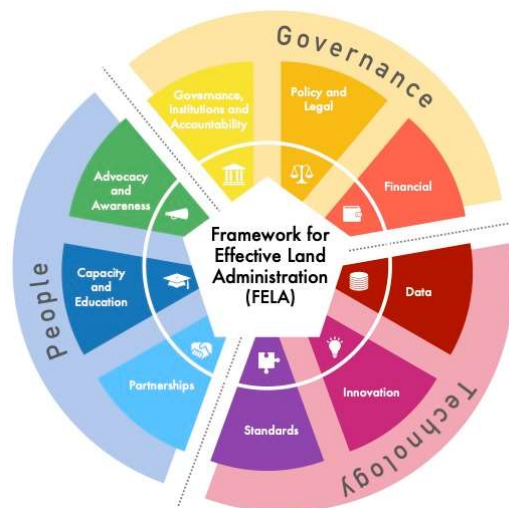 Governance
Governance,
Institutions and
Accountability
Policy and
Legal
Financial
Advocacy
and
Awareness
Framework for
Effective Land
Administration
(FELA)
People
Capacity
and
Education
Data
Partnerships
Innovation
Standards
Technology